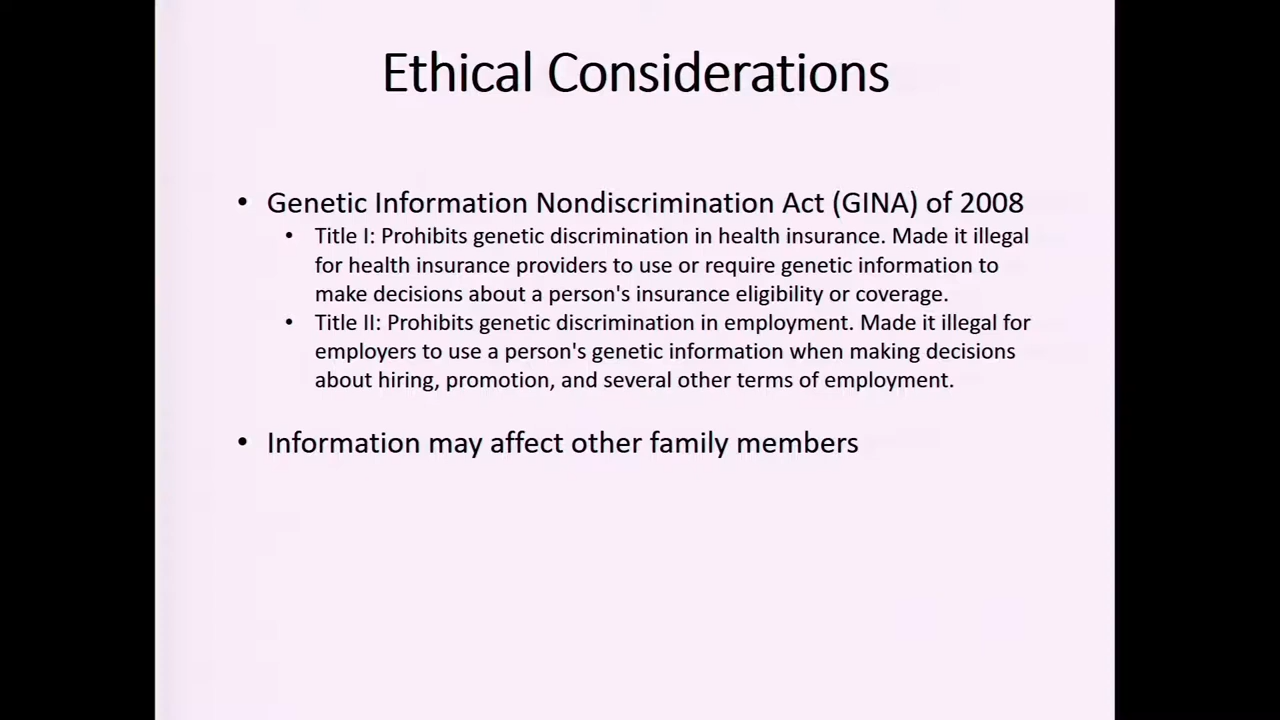 Ethical Considerations
• Genetic Information Nondiscrimination Act (GINA) of 2008
• Title I: Prohibits genetic discrimination in health insurance. Made it illegal
for health insurance providers to use or require genetic information to
make decisions about a person's insurance eligibility or coverage.
• Title II: Prohibits genetic discrimination in employment. Made it illegal for
employers to use a person's genetic information when making decisions
about hiring, promotion, and several other terms of employment.
• Information may affect other family members